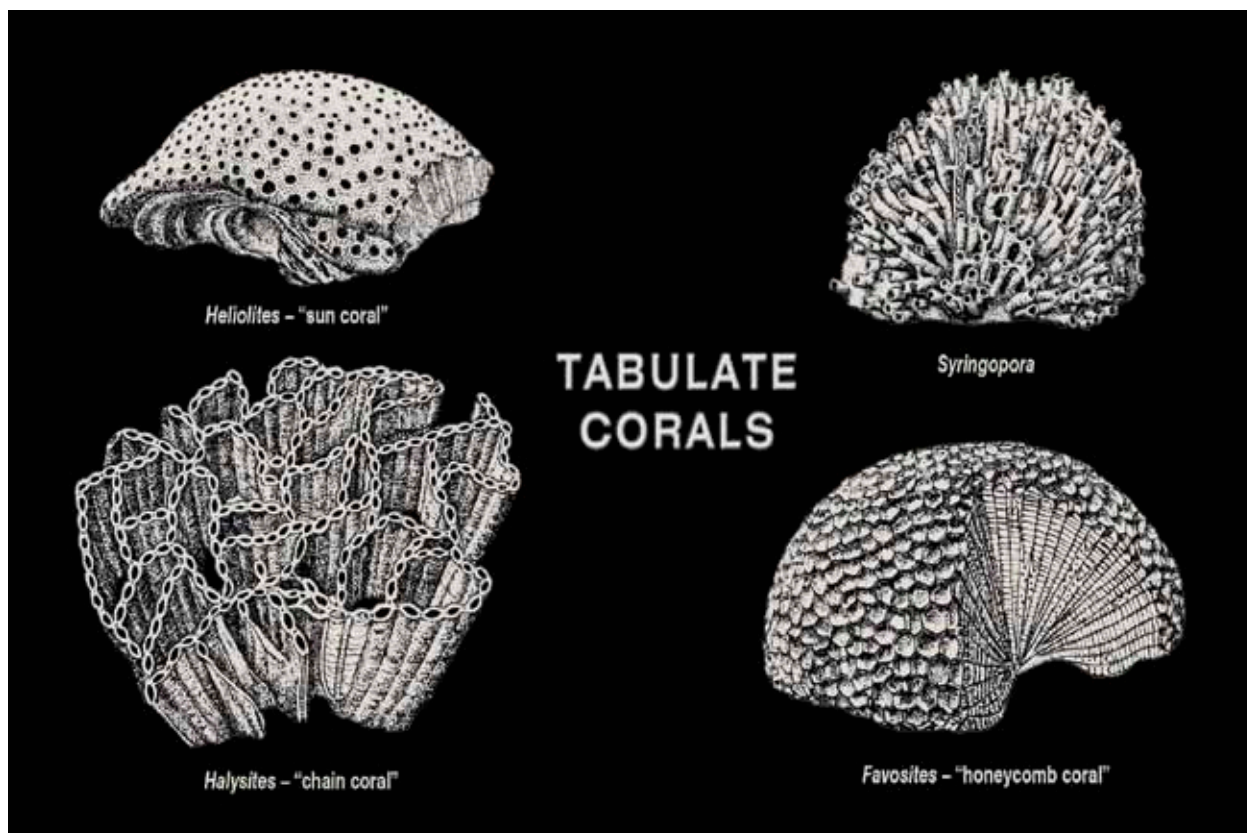 Heliolites – “sun coral”
Syringopora
TABULATE
CORALS
Halysites – “chain coral”
Favosites – “honeycomb coral”